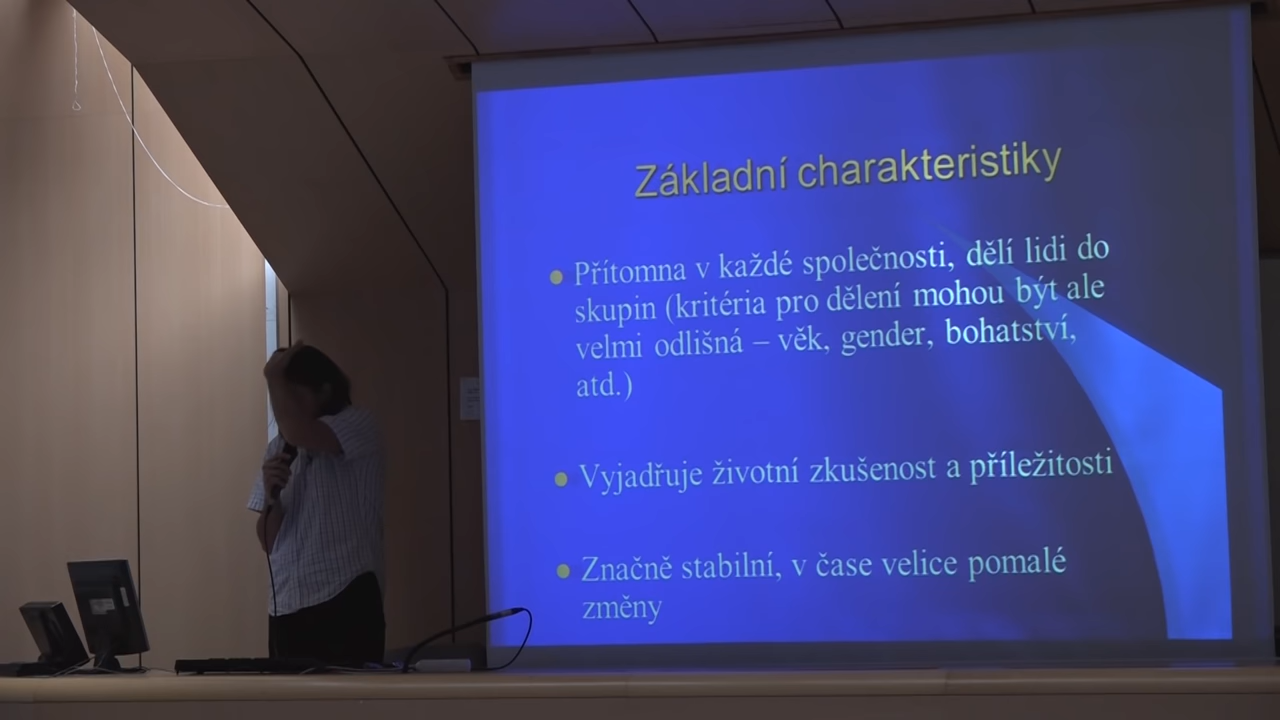 Základní charakteristiky
Přítomna v každé společnosti, dělí lidi do
skupin (kritéria pro dělení mohou být ale
velmi odlišná – věk, gender, bohatství,
atd.)
Vyjadřuje životní zkušenost a příležitosti
Značně stabilní, v čase velice pomalé
změny